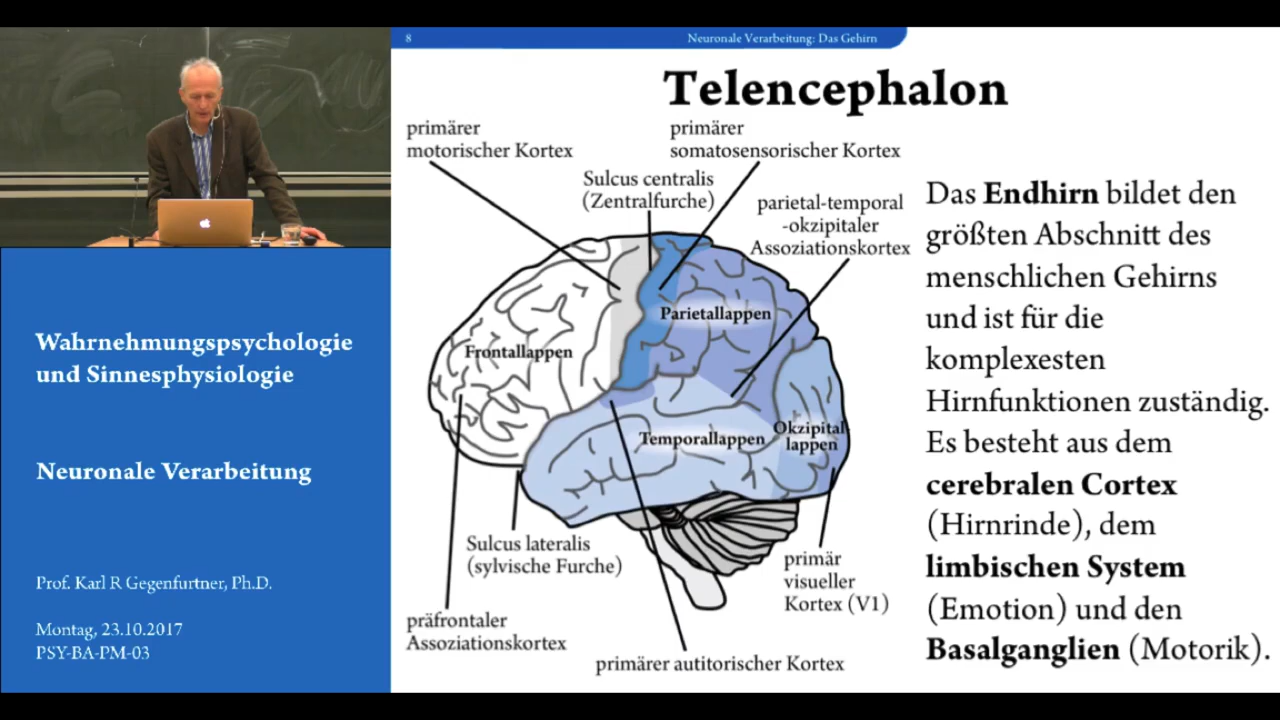 8
Neuronale Verarbeitung: Das Gehirn
Telencephalon
primärer
motorischer Kortex
primärer
somatosensorischer Kortex
Sulcus centralis
(Zentralfurche)
parietal-temporal
-okzipitaler
Assoziationskortex
Parietallappen
Frontallappen
Temporallappen
Okzipital
lappen
Sulcus lateralis
(sylvische Furche)
primär
visueller
Kortex (V1)
präfrontaler
Assoziationskortex
primärer autitorischer Kortex
Das Endhirn bildet den
größten Abschnitt des
menschlichen Gehirns
und ist für die
komplexesten
Hirnfunktionen zuständig.
Es besteht aus dem
cerebralen Cortex
(Hirnrinde), dem
limbischen System
(Emotion) und den
Basalganglien (Motorik).
Wahrnehmungspsychologie
und Sinnesphysiologie
Neuronale Verarbeitung
Prof. Karl R Gegenfurtner, Ph.D.
Montag, 23.10.2017
PSY-BA-PM-03